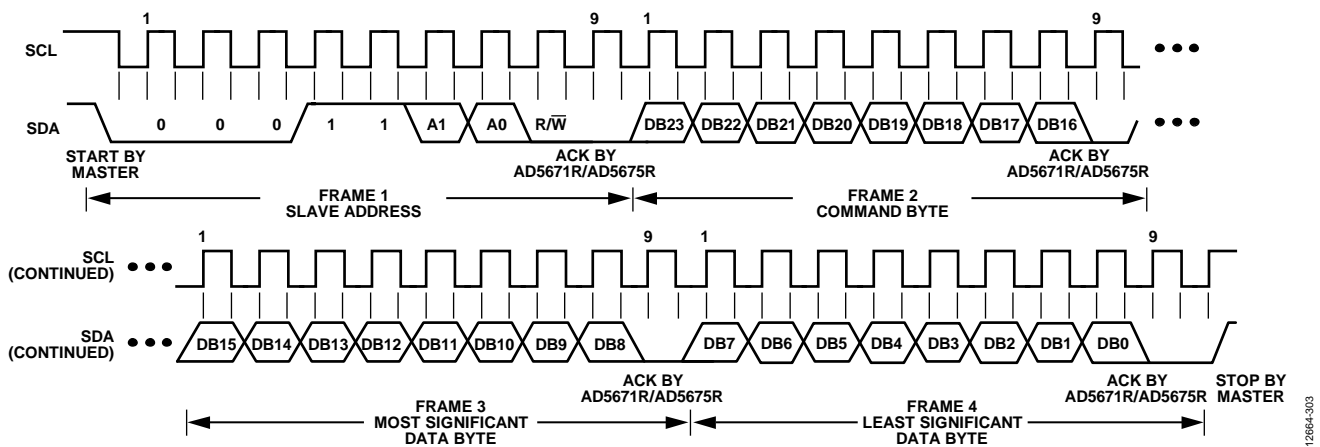 1 9 1 9
SCL
SDA 0 0 0 1 1 A1 A0 R/W̅ DB23 DB22 DB21 DB20 DB19 DB18 DB17 DB16
START BY
MASTER
ACK BY
AD5671R/AD5675R
ACK BY
AD5671R/AD5675R
FRAME 1
SLAVE ADDRESS
FRAME 2
COMMAND BYTE
1 9 1 9
SCL
(CONTINUED)
SDA
(CONTINUED)
DB15 DB14 DB13 DB12 DB11 DB10 DB9 DB8 DB7 DB6 DB5 DB4 DB3 DB2 DB1 DB0
ACK BY
AD5671R/AD5675R
ACK BY
AD5671R/AD5675R
STOP BY
MASTER
FRAME 3
MOST SIGNIFICANT
DATA BYTE
FRAME 4
LEAST SIGNIFICANT
DATA BYTE
12664-303